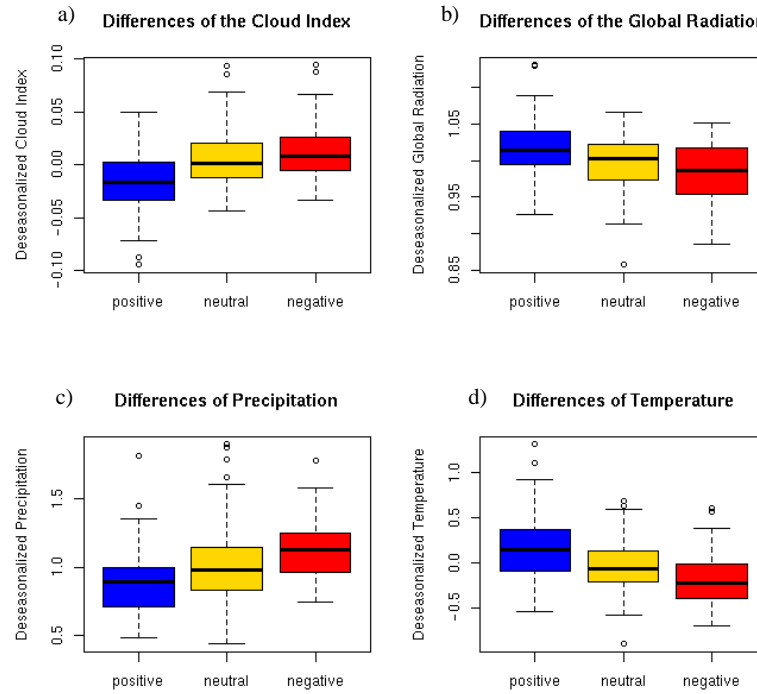 a) Differences of the Cloud Index
Deseasonalized Cloud Index
0.10
0.05
0.00
−0.05
−0.10
positive neutral negative
b) Differences of the Global Radiation
Deseasonalized Global Radiation
1.05
0.95
0.85
positive neutral negative
c) Differences of Precipitation
Deseasonalized Precipitation
1.5
1.0
0.5
positive neutral negative
d) Differences of Temperature
Deseasonalized Temperature
1.0
0.5
0.0
−0.5
positive neutral negative